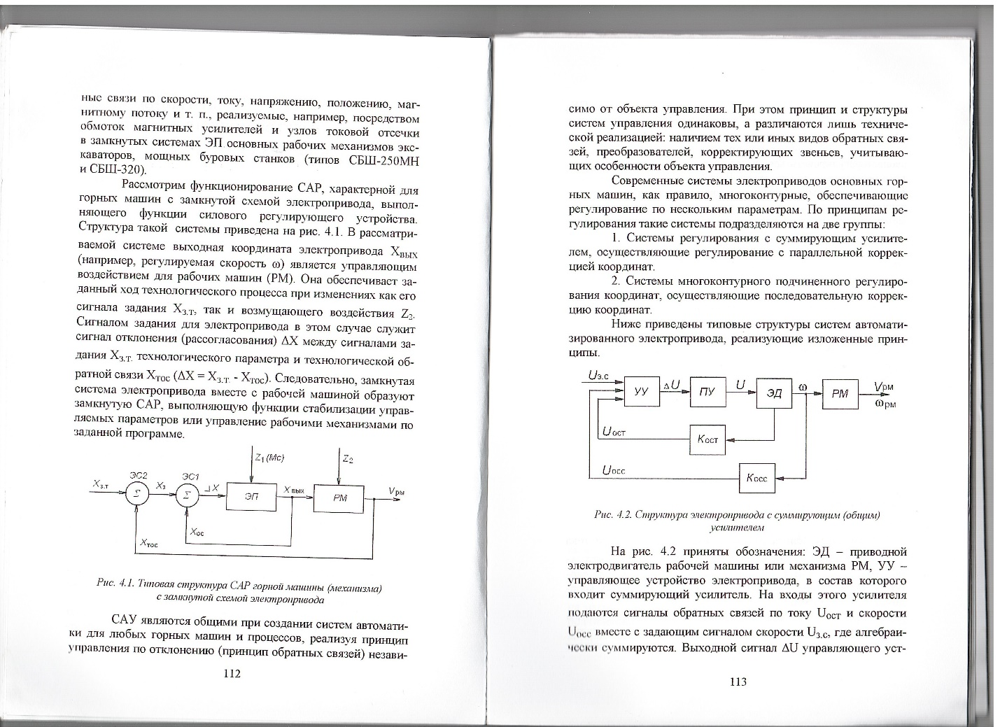 ные связи по скорости, току, напряжению, положению, маг-
нитному потоку и т. п., реализуемые, например, посредством
обмоток магнитных усилителей и узлов токовой отсечки
в замкнутых системах ЭП основных рабочих механизмов экс-
каваторов, мощных буровых станков (типов СБШ-250МН
и СБШ-320).
Рассмотрим функционирование САР, характерной для
горных машин с замкнутой схемой электропривода, выпол-
няющего функции силового регулирующего устройства.
Структура такой системы приведена на рис. 4.1. В рассматри-
ваемой системе выходная координата электропривода Xвых
(например, регулируемая скорость ω) является управляющим
воздействием для рабочих машин (РМ). Она обеспечивает за-
данный ход технологического процесса при изменениях как его
сигнала задания Xз.т, так и возмущающего воздействия Z2.
Сигналом задания для электропривода в этом случае служит
сигнал отклонения (рассогласования) ΔX между сигналами за-
дания Xз.т. технологического параметра и технологической об-
ратной связи Xтос (ΔX = Xз.т. - Xтос). Следовательно, замкнутая
система электропривода вместе с рабочей машиной образуют
замкнутую САР, выполняющую функции стабилизации управ-
ляемых параметров или управление рабочими механизмами по
заданной программе.
Z1 (Mc) Z2
Xз.т ЭС2 Xз ЭС1 ΔX Xвых Vрм
Σ Σ ЭП РМ
Xос
Xтос
Рис. 4.1. Типовая структура САР горной машины (механизма)
с замкнутой схемой электропривода
САУ являются общими при создании систем автомати-
ки для любых горных машин и процессов, реализуя принцип
управления по отклонению (принцип обратных связей) незави-
112
симо от объекта управления. При этом принцип и структуры
систем управления одинаковы, а различаются лишь техниче-
ской реализацией: наличием тех или иных видов обратных свя-
зей, преобразователей, корректирующих звеньев, учитываю-
щих особенности объекта управления.
Современные системы электроприводов основных гор-
ных машин, как правило, многоконтурные, обеспечивающие
регулирование по нескольким параметрам. По принципам ре-
гулирования такие системы подразделяются на две группы:
1. Системы регулирования с суммирующим усилите-
лем, осуществляющие регулирование с параллельной коррек-
цией координат.
2. Системы многоконтурного подчиненного регулиро-
вания координат, осуществляющие последовательную коррек-
цию координат.
Ниже приведены типовые структуры систем автомати-
зированного электропривода, реализующие изложенные прин-
ципы.
Uз.с ΔU U ω Vрм
УУ ПУ ЭД РМ
ωрм
Uост Kост
Uосс Kосс
Рис. 4.2. Структура электропривода с суммирующим (общим)
усилителем
На рис. 4.2 приняты обозначения: ЭД – приводной
электродвигатель рабочей машины или механизма РМ, УУ –
управляющее устройство электропривода, в состав которого
входит суммирующий усилитель. На входы этого усилителя
подаются сигналы обратных связей по току Uост и скорости
Uосс вместе с задающим сигналом скорости Uз.с, где алгебраи-
чески суммируются. Выходной сигнал ΔU управляющего уст-
113